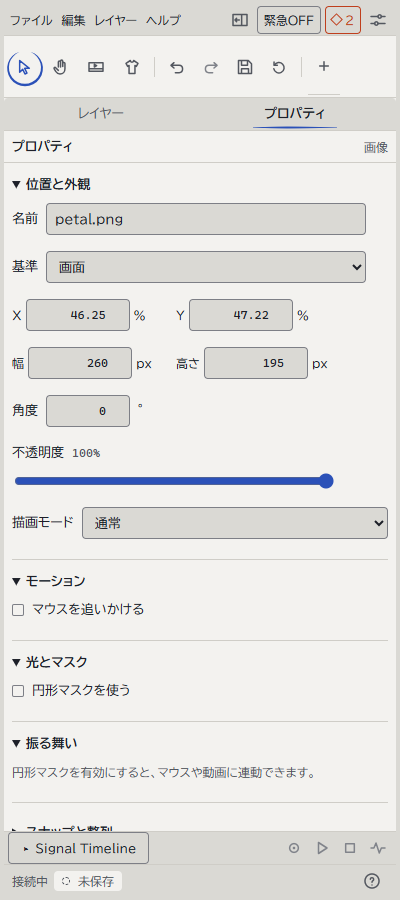 ファイル 編集 レイヤー ヘルプ 緊急OFF 2
レイヤー プロパティ
プロパティ 画像
▼ 位置と外観
名前 petal.png
基準 画面
X 46.25 % Y 47.22 %
幅 260 px 高さ 195 px
角度 0 °
不透明度 100%
描画モード 通常
▼ モーション
マウスを追いかける
▼ 光とマスク
円形マスクを使う
▼ 振る舞い
円形マスクを有効にすると、マウスや動画に連動できます。
スナップと整列
▸ Signal Timeline
接続中 未保存